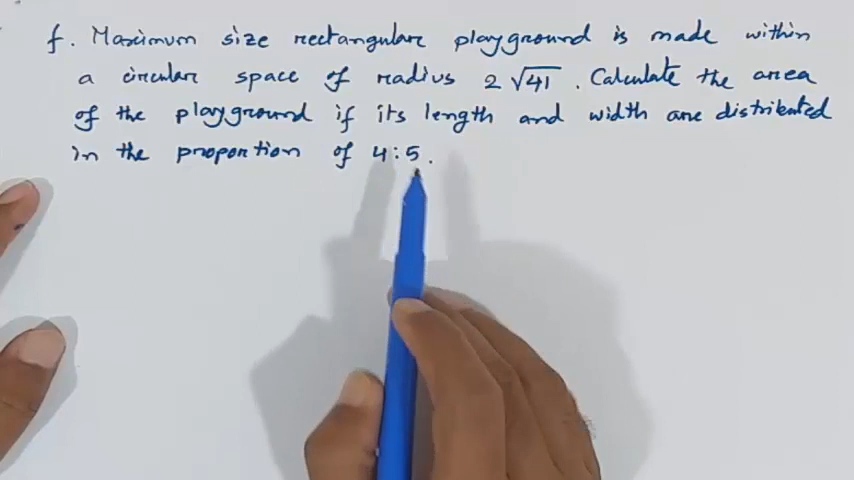 f. Maximum size rectangular playground is made within
a circular space of radius 2 √41 . Calculate the area
of the playground if its length and width are distributed
in the proportion of 4:5.